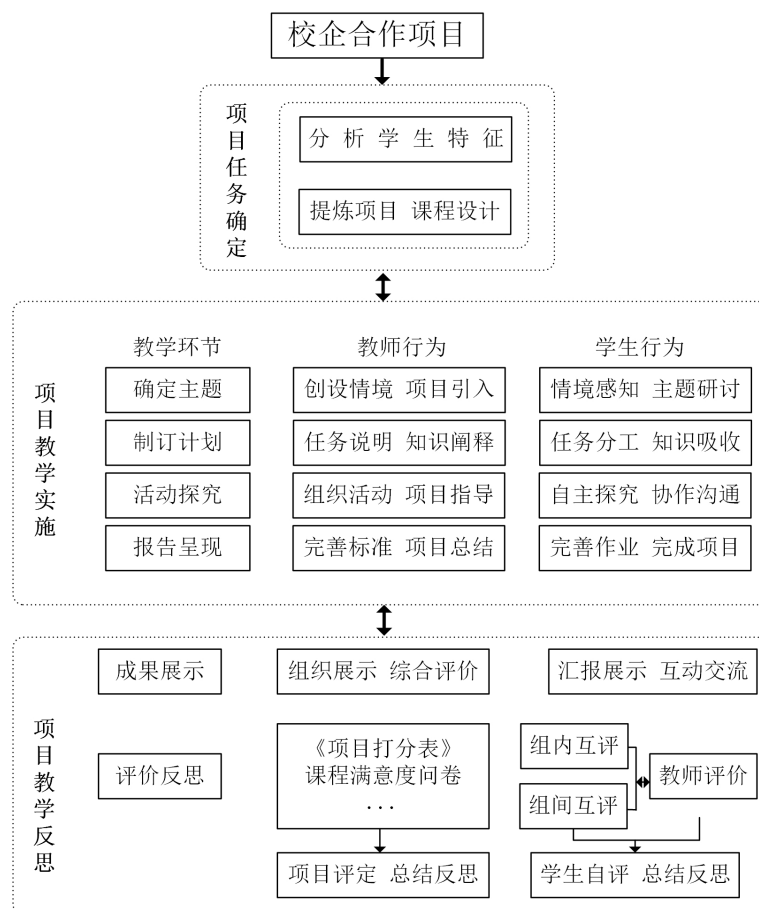 校企合作项目
项目任务确定
分 析 学 生 特 征
提炼项目 课程设计
项目教学实施
教学环节
教师行为
学生行为
确定主题
创设情境 项目引入
情境感知 主题研讨
制订计划
任务说明 知识阐释
任务分工 知识吸收
活动探究
组织活动 项目指导
自主探究 协作沟通
报告呈现
完善标准 项目总结
完善作业 完成项目
项目教学反思
成果展示
组织展示 综合评价
汇报展示 互动交流
评价反思
《项目打分表》
课程满意度问卷
...
组内互评
组间互评
教师评价
项目评定 总结反思
学生自评 总结反思